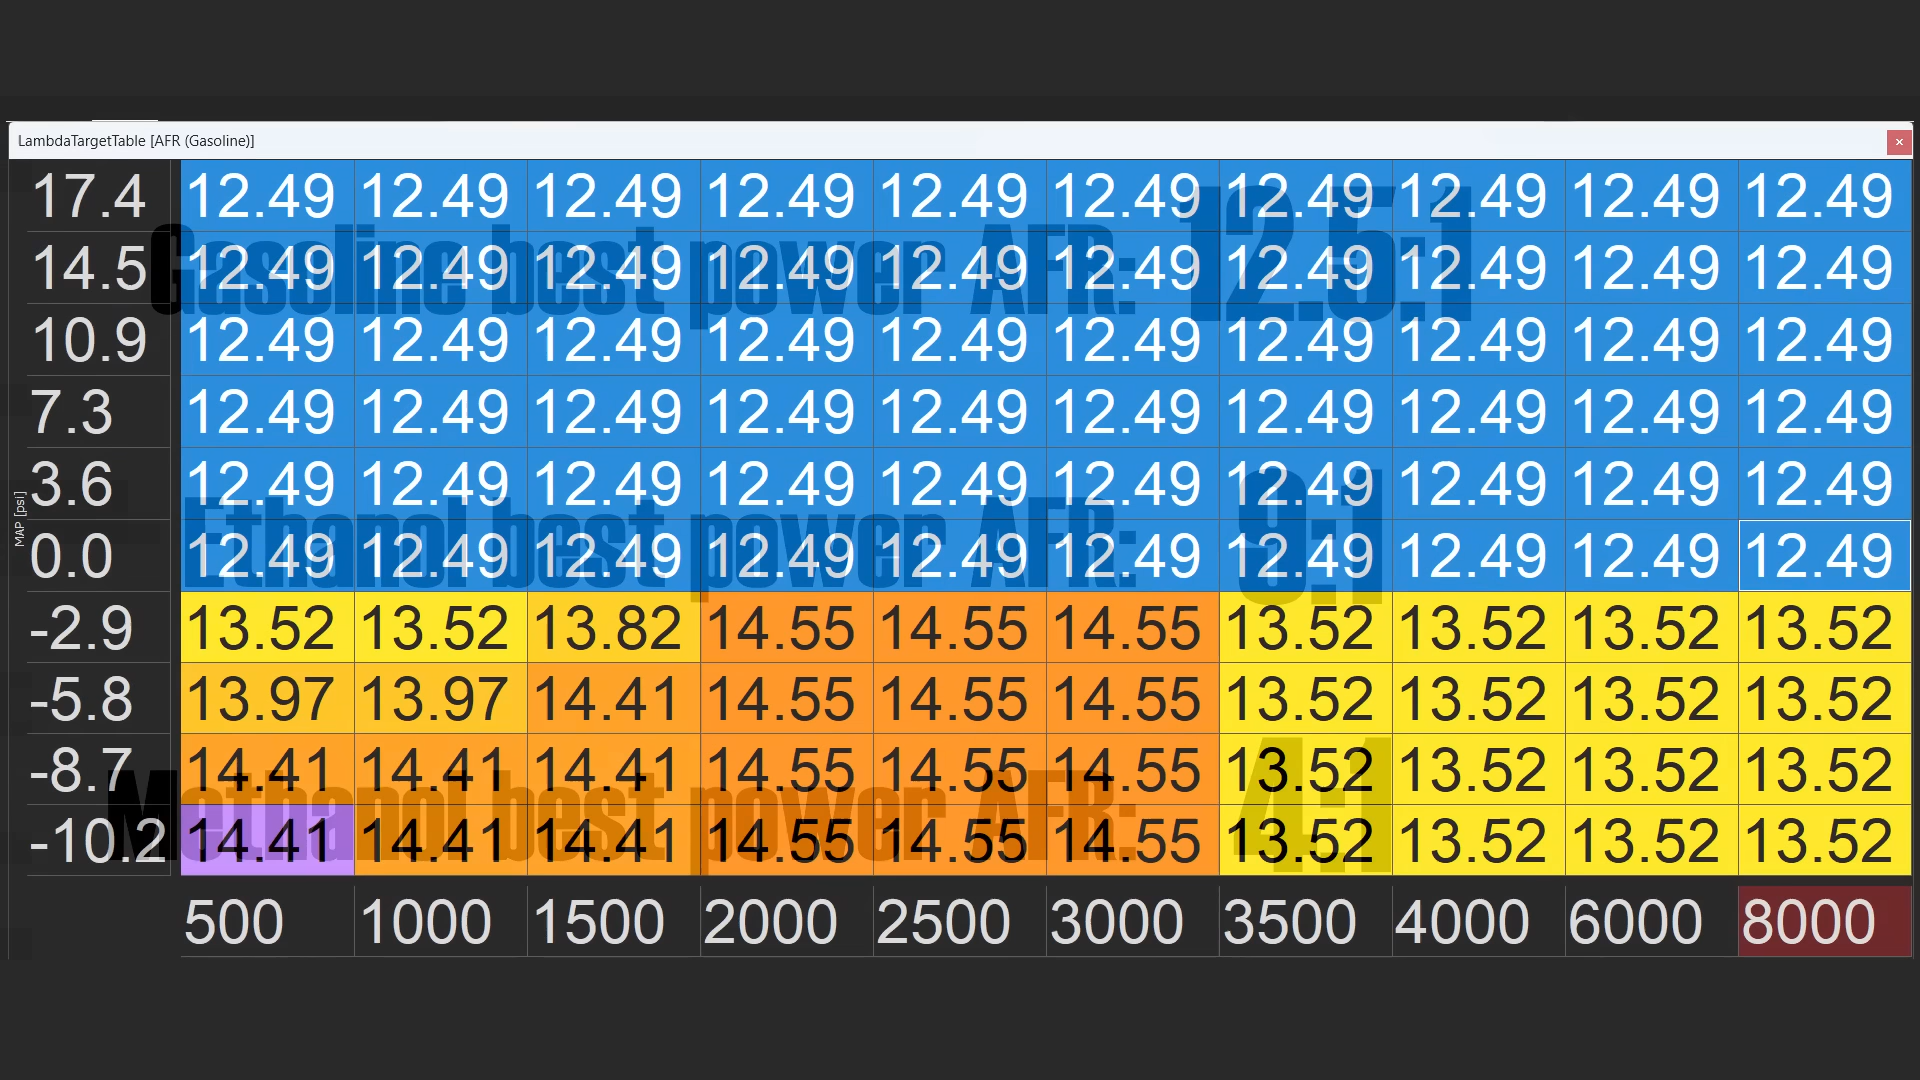 LambdaTargetTable [AFR (Gasoline)]
×
17.4 12.49 12.49 12.49 12.49 12.49 12.49 12.49 12.49 12.49 12.49
Gasoline best power AFR: 12.5:1
14.5 12.49 12.49 12.49 12.49 12.49 12.49 12.49 12.49 12.49 12.49
10.9 12.49 12.49 12.49 12.49 12.49 12.49 12.49 12.49 12.49 12.49
7.3 12.49 12.49 12.49 12.49 12.49 12.49 12.49 12.49 12.49 12.49
3.6 12.49 12.49 12.49 12.49 12.49 12.49 12.49 12.49 12.49 12.49
MAP [psi]
Ethanol best power AFR: 9:1
0.0 12.49 12.49 12.49 12.49 12.49 12.49 12.49 12.49 12.49 12.49
-2.9 13.52 13.52 13.82 14.55 14.55 14.55 13.52 13.52 13.52 13.52
-5.8 13.97 13.97 14.41 14.55 14.55 14.55 13.52 13.52 13.52 13.52
-8.7 14.41 14.41 14.41 14.55 14.55 14.55 13.52 13.52 13.52 13.52
Methanol best power AFR: 4:1
-10.2 14.41 14.41 14.41 14.55 14.55 14.55 13.52 13.52 13.52 13.52
500 1000 1500 2000 2500 3000 3500 4000 6000 8000